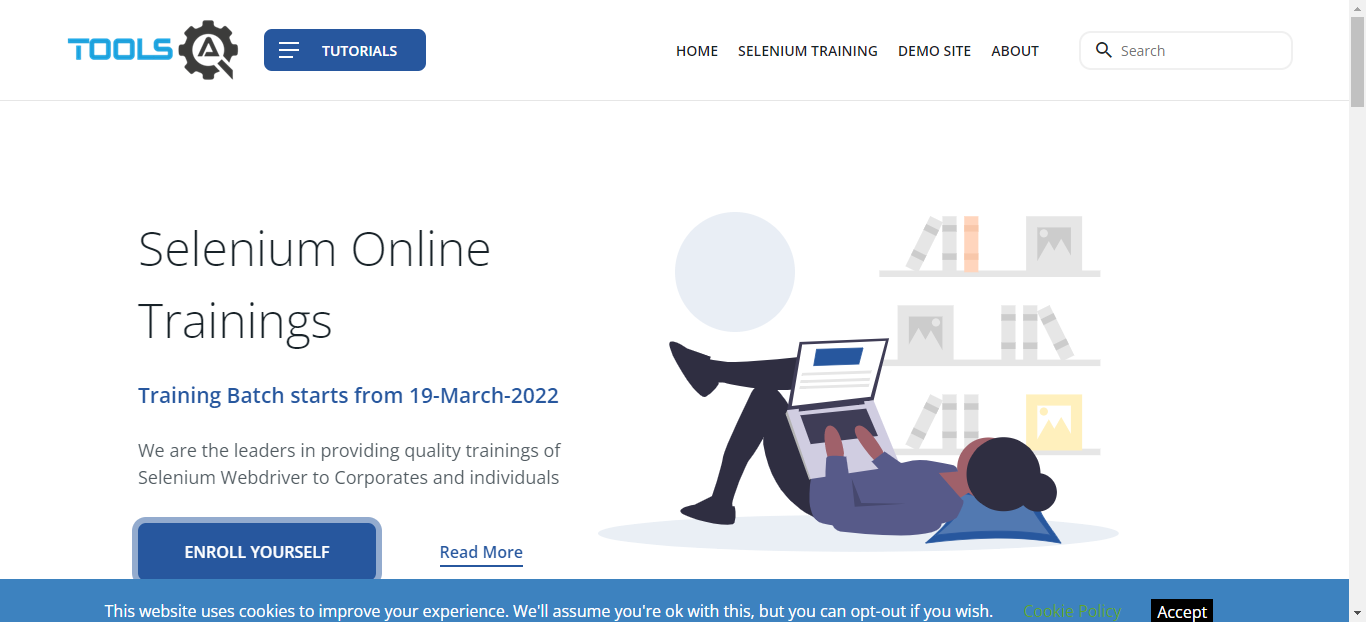 TOOLS QA
TUTORIALS
HOME
SELENIUM TRAINING
DEMO SITE
ABOUT
Search
Selenium Online
Trainings
Training Batch starts from 19-March-2022
We are the leaders in providing quality trainings of
Selenium Webdriver to Corporates and individuals
ENROLL YOURSELF
Read More
This website uses cookies to improve your experience. We'll assume you're ok with this, but you can opt-out if you wish.
Cookie Policy
Accept